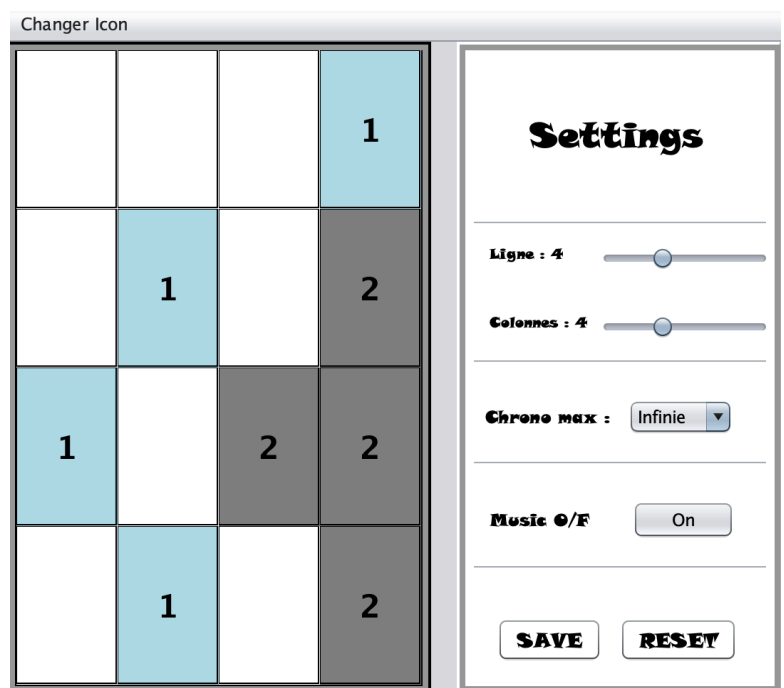 Changer Icon
1
1 2
1 2 2
1 2
Settings
Ligne : 4
Colonnes : 4
Chrono max : Infinie
Music O/F On
SAVE RESET